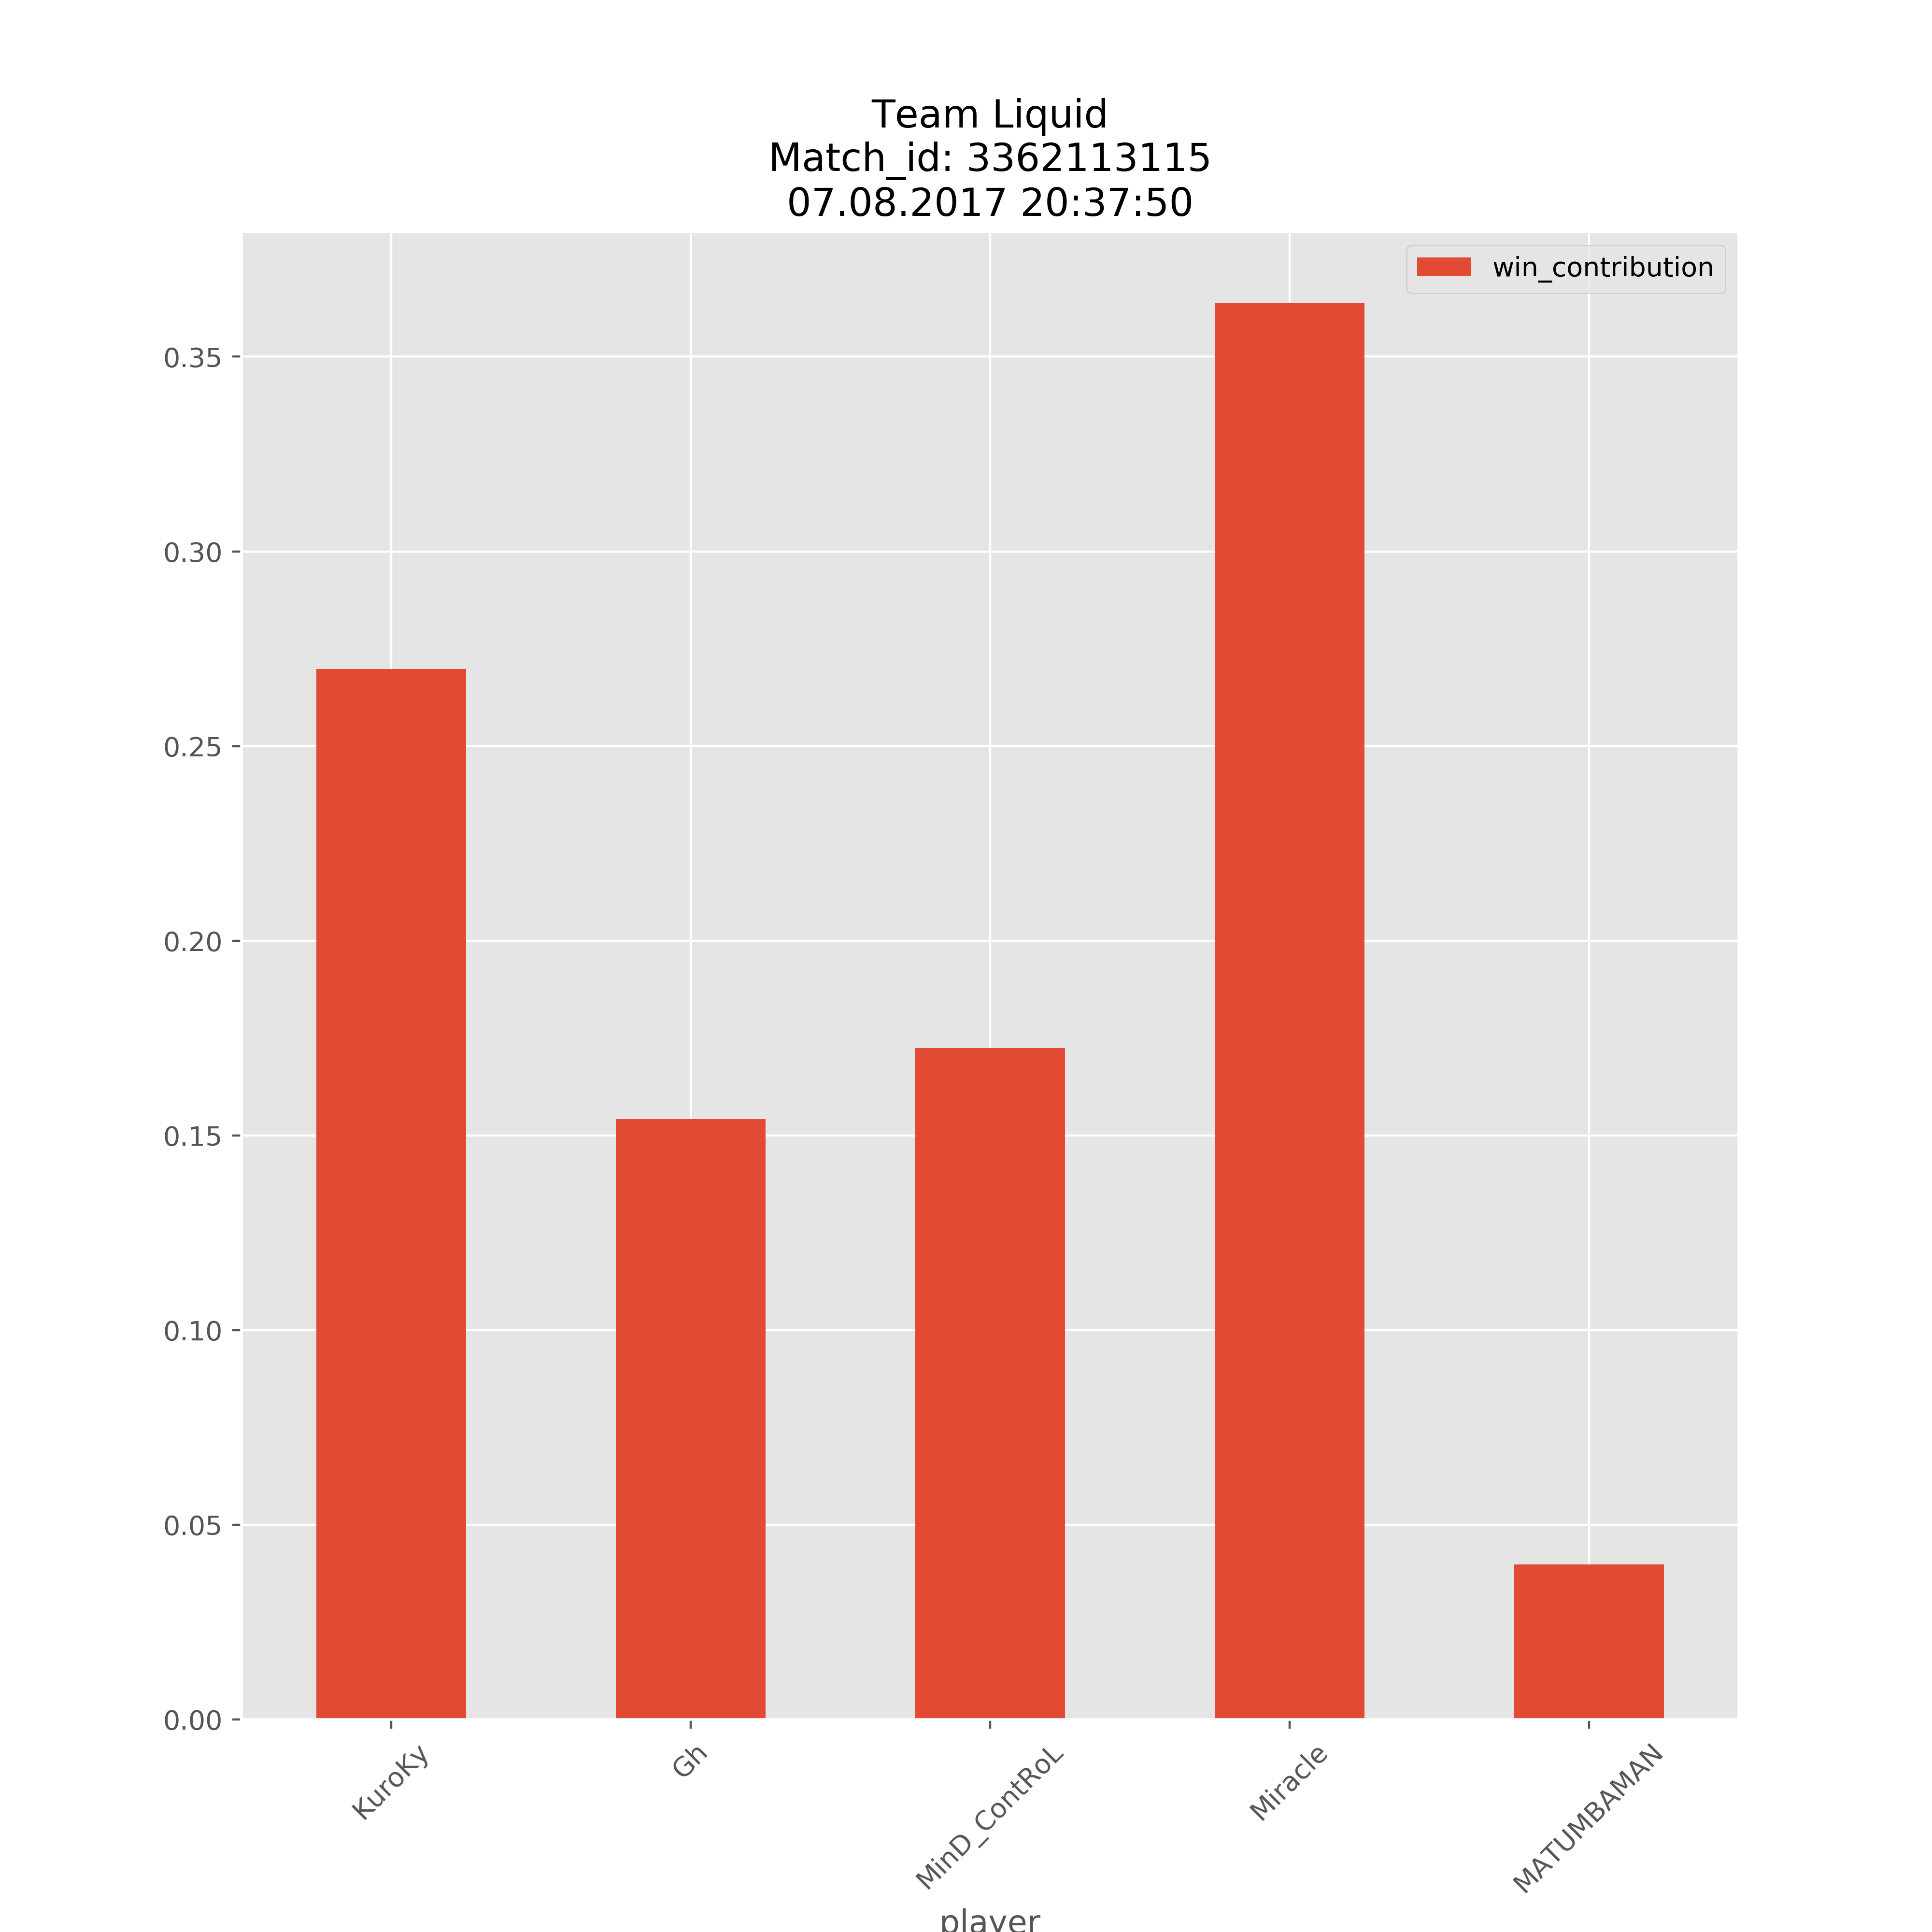 Team Liquid
Match_id: 3362113115
07.08.2017 20:37:50
win_contribution
0.35
0.30
0.25
0.20
0.15
0.10
0.05
0.00
KuroKy
Gh
MinD_ContRoL
Miracle
MATUMBAMAN
player